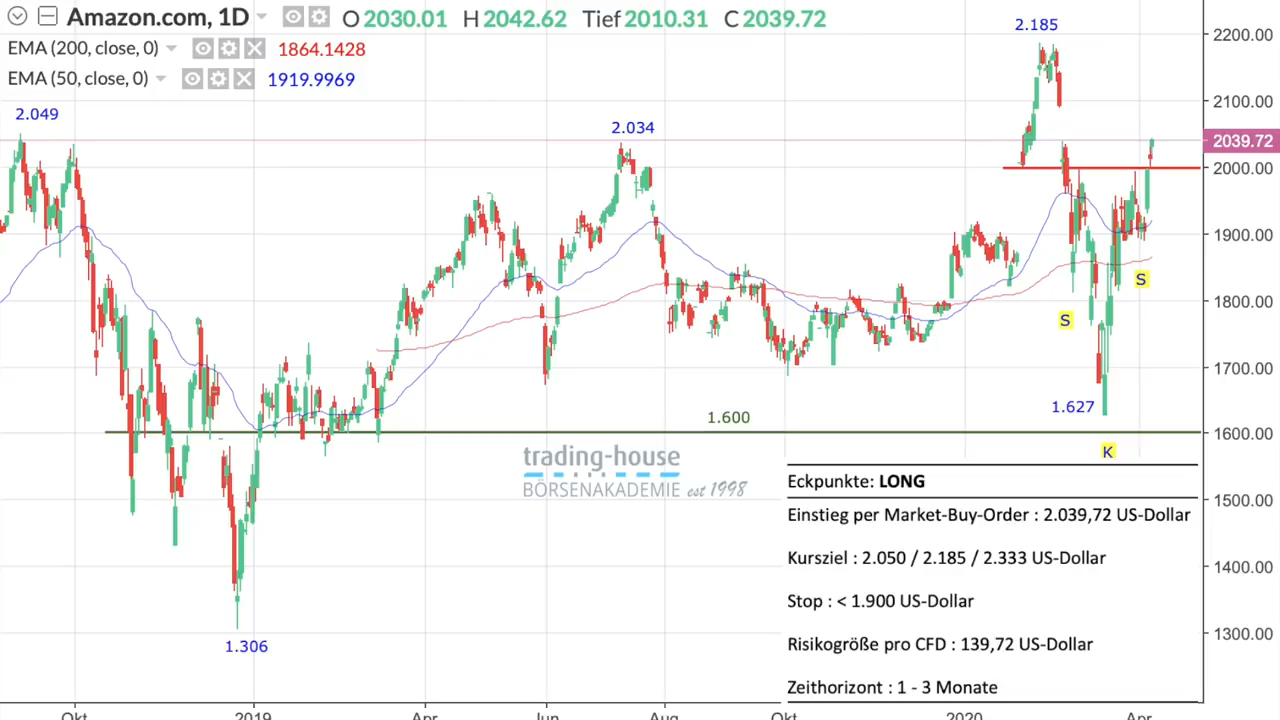 Amazon.com, 1D O 2030.01 H 2042.62 Tief 2010.31 C 2039.72
EMA (200, close, 0) 1864.1428
EMA (50, close, 0) 1919.9969
2.185
2.049
2.034
2200.00
2100.00
2039.72
2000.00
1900.00
1800.00
1700.00
1600.00
1500.00
1400.00
1300.00
S
S
1.627
1.600
K
1.306
trading-house
BÖRSENAKADEMIE est 1998
Eckpunkte: LONG
Einstieg per Market-Buy-Order : 2.039,72 US-Dollar
Kursziel : 2.050 / 2.185 / 2.333 US-Dollar
Stop : < 1.900 US-Dollar
Risikogröße pro CFD : 139,72 US-Dollar
Zeithorizont : 1 - 3 Monate
Okt 2019 Apr Jun Aug Okt 2020 Apr